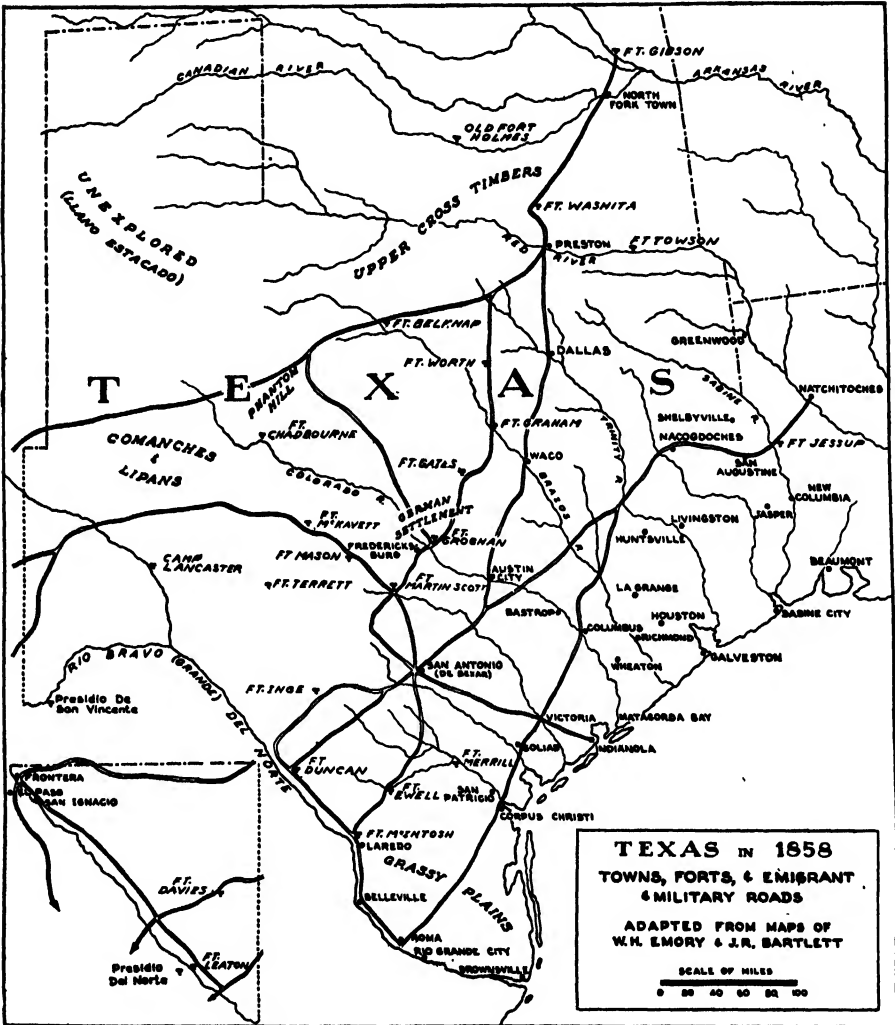 FT. GIBSON
CANADIAN RIVER
ARKANSAS RIVER
NORTH
FORK TOWN
OLD FORT
HOLMES
UNEXPLORED
(LLANO ESTACADO)
UPPER CROSS TIMBERS
FT. WASHITA
RED RIVER
PRESTON
FT TOWSON
FT. BELKNAP
GREENWOOD
FT. WORTH
DALLAS
T E X A S
PHANTOM
HILL
SABINE R
NATCHITOCHES
SHELBYVILLE
FT.
CHADBOURNE
FT. GRAHAM
TRINITY R
NACOGDOCHES
FT JESSUP
COMANCHES
&
LIPANS
FT. GATES
WACO
SAN
AUGUSTINE
COLORADO R.
BRAZOS R
NEW
COLUMBIA
GERMAN
SETTLEMENT
JASPER
FT.
McKAVETT
LIVINGSTON
FREDERICKS
BURG
FT.
CROGHAN
HUNTSVILLE
FT MASON
CAMP
LANCASTER
FT. TERRETT
FT
MARTIN SCOTT
AUSTIN
CITY
BEAUMONT
LA GRANGE
BASTROP
HOUSTON
SABINE CITY
COLUMBUS
RICHMOND
RIO BRAVO (GRANDE) DEL NORTE
SAN ANTONIO
(DE BEXAR)
WHEATON
GALVESTON
FT. INGE
Presidio De
San Vincente
VICTORIA
MATAGORDA BAY
GOLIAD
INDIANOLA
FT
DUNCAN
FT.
MERRILL
FRONTERA
EL PASO
SAN IGNACIO
FT.
EWELL
SAN
PATRICIO
CORPUS CHRISTI
FT. McINTOSH
LAREDO
GRASSY PLAINS
FT.
DAVIES
BELLEVILLE
ROMA
RIO GRANDE CITY
FT.
LEATON
Presidio
Del Norte
BROWNSVILLE
TEXAS IN 1858
TOWNS, FORTS, & EMIGRANT
& MILITARY ROADS
ADAPTED FROM MAPS OF
W.H. EMORY & J.R. BARTLETT
SCALE OF MILES
0 20 40 60 80 100